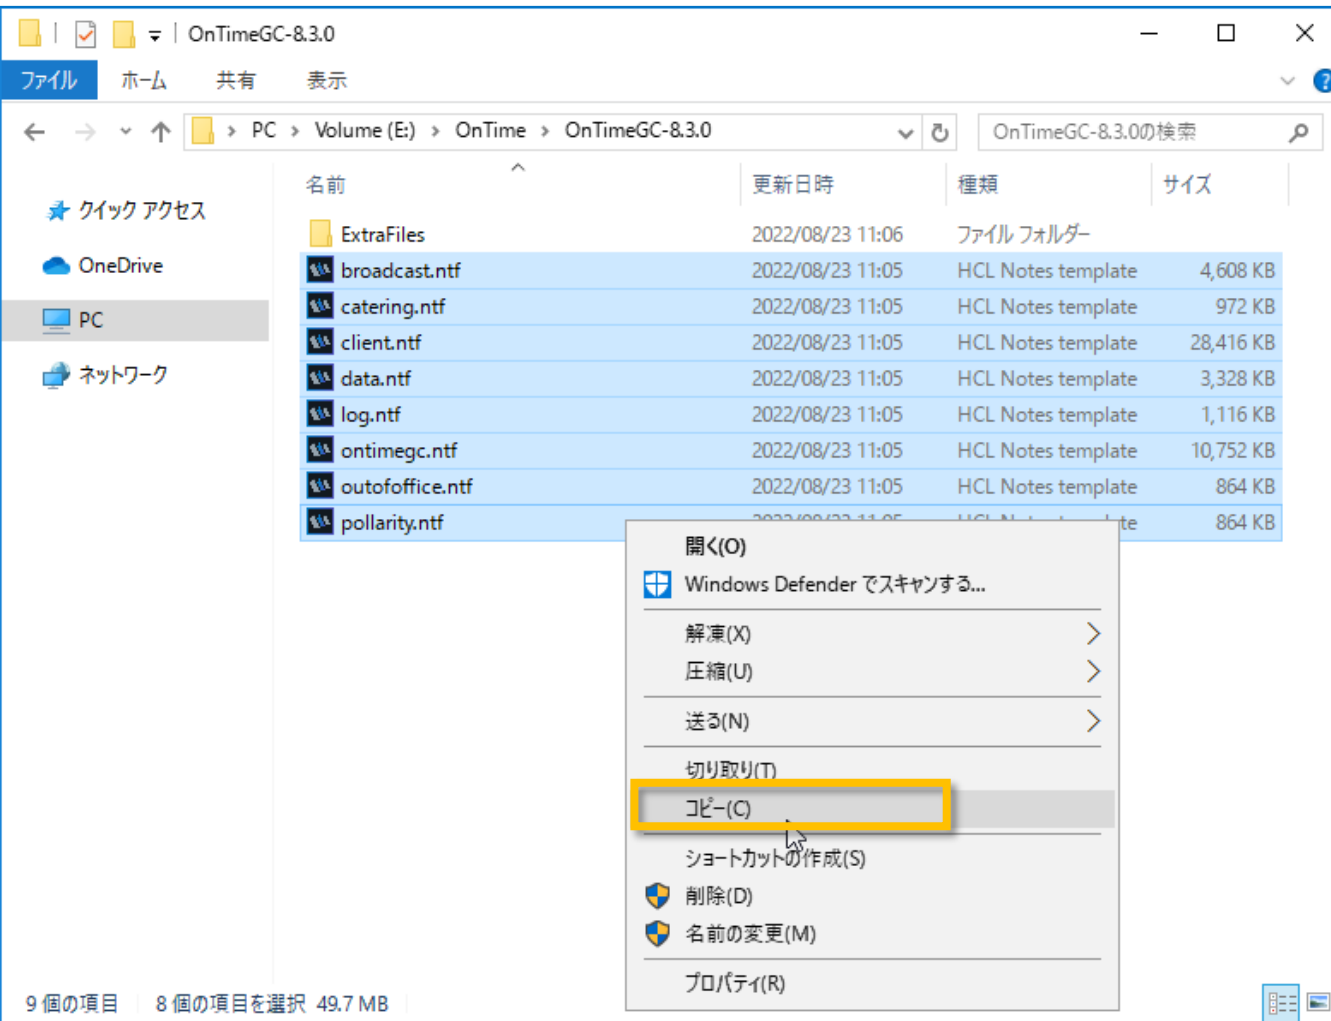 OnTimeGC-8.3.0
ファイル ホーム 共有 表示
PC › Volume (E:) › OnTime › OnTimeGC-8.3.0 OnTimeGC-8.3.0の検索
名前 更新日時 種類 サイズ
クイック アクセス
OneDrive
PC
ネットワーク
ExtraFiles 2022/08/23 11:06 ファイル フォルダー
broadcast.ntf 2022/08/23 11:05 HCL Notes template 4,608 KB
catering.ntf 2022/08/23 11:05 HCL Notes template 972 KB
client.ntf 2022/08/23 11:05 HCL Notes template 28,416 KB
data.ntf 2022/08/23 11:05 HCL Notes template 3,328 KB
log.ntf 2022/08/23 11:05 HCL Notes template 1,116 KB
ontimegc.ntf 2022/08/23 11:05 HCL Notes template 10,752 KB
outofoffice.ntf 2022/08/23 11:05 HCL Notes template 864 KB
pollarity.ntf 864 KB
開く(O)
Windows Defender でスキャンする...
解凍(X)
圧縮(U)
送る(N)
切り取り(T)
コピー(C)
ショートカットの作成(S)
削除(D)
名前の変更(M)
プロパティ(R)
9 個の項目 8 個の項目を選択 49.7 MB